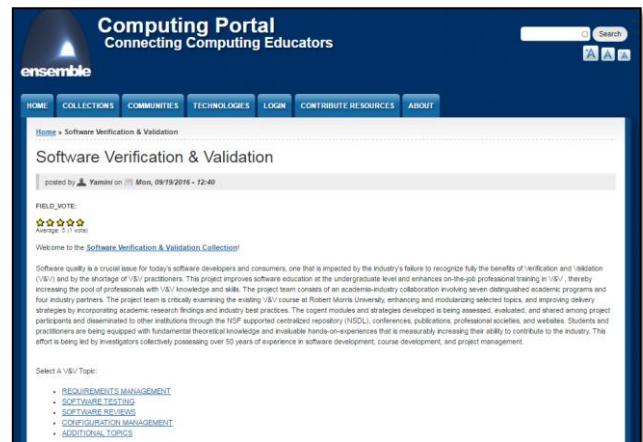 Computing Portal
Connecting Computing Educators
ensemble
Search
A A A
HOME COLLECTIONS COMMUNITIES TECHNOLOGIES LOGIN CONTRIBUTE RESOURCES ABOUT
Home » Software Verification & Validation
Software Verification & Validation
posted by Yamini on Mon, 09/19/2016 - 12:40
FIELD_VOTE:
Average: 5 (1 vote)
Welcome to the Software Verification & Validation Collection!
Software quality is a crucial issue for today's software developers and consumers, one that is impacted by the industry's failure to recognize fully the benefits of Verification and Validation
(V&V) and by the shortage of V&V practitioners. This project improves software education at the undergraduate level and enhances on-the-job professional training in V&V , thereby
increasing the pool of professionals with V&V knowledge and skills. The project team consists of an academia-industry collaboration involving seven distinguished academic programs and
four industry partners. The project team is critically examining the existing V&V course at Robert Morris University, enhancing and modularizing selected topics, and improving delivery
strategies by incorporating academic research findings and industry best practices. The cogent modules and strategies developed is being assessed, evaluated, and shared among project
participants and disseminated to other institutions through the NSF supported centralized repository (NSDL), conferences, publications, professional societies, and websites. Students and
practitioners are being equipped with fundamental theoretical knowledge and invaluable hands-on-experiences that is measurably increasing their ability to contribute to the industry. This
effort is being led by investigators collectively possessing over 50 years of experience in software development, course development, and project management.
Select A V&V Topic:
REQUIREMENTS MANAGEMENT
SOFTWARE TESTING
SOFTWARE REVIEWS
CONFIGURATION MANAGEMENT
ADDITIONAL TOPICS